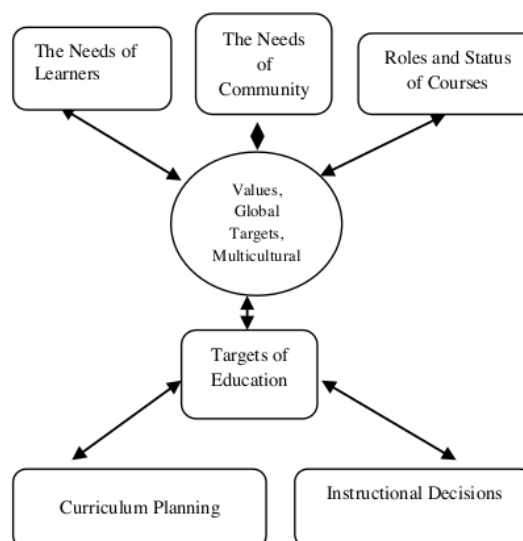 The Needs of
Learners
The Needs
of
Community
Roles and Status
of Courses
Values,
Global
Targets,
Multicultural
Targets of
Education
Curriculum Planning
Instructional Decisions